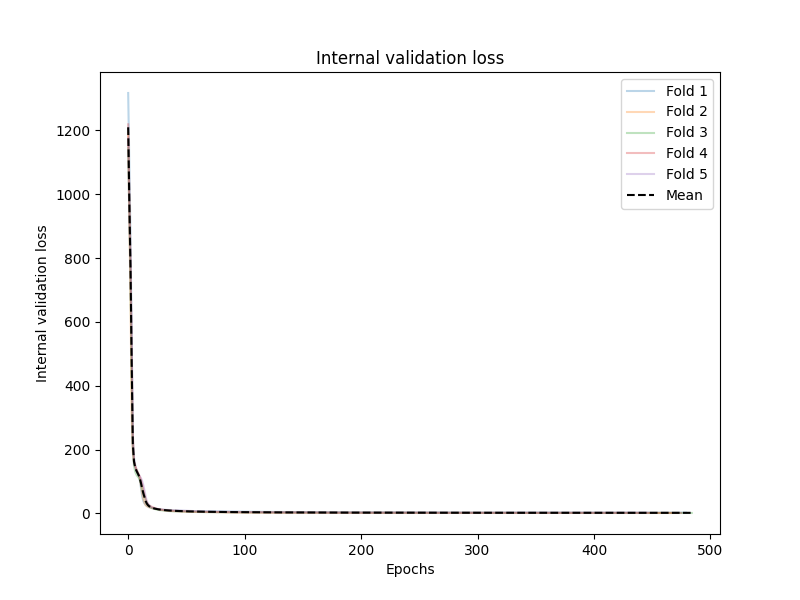 Internal validation loss
Fold 1
Fold 2
Fold 3
Fold 4
Fold 5
Mean
Internal validation loss
1200
1000
800
600
400
200
0
0 100 200 300 400 500
Epochs